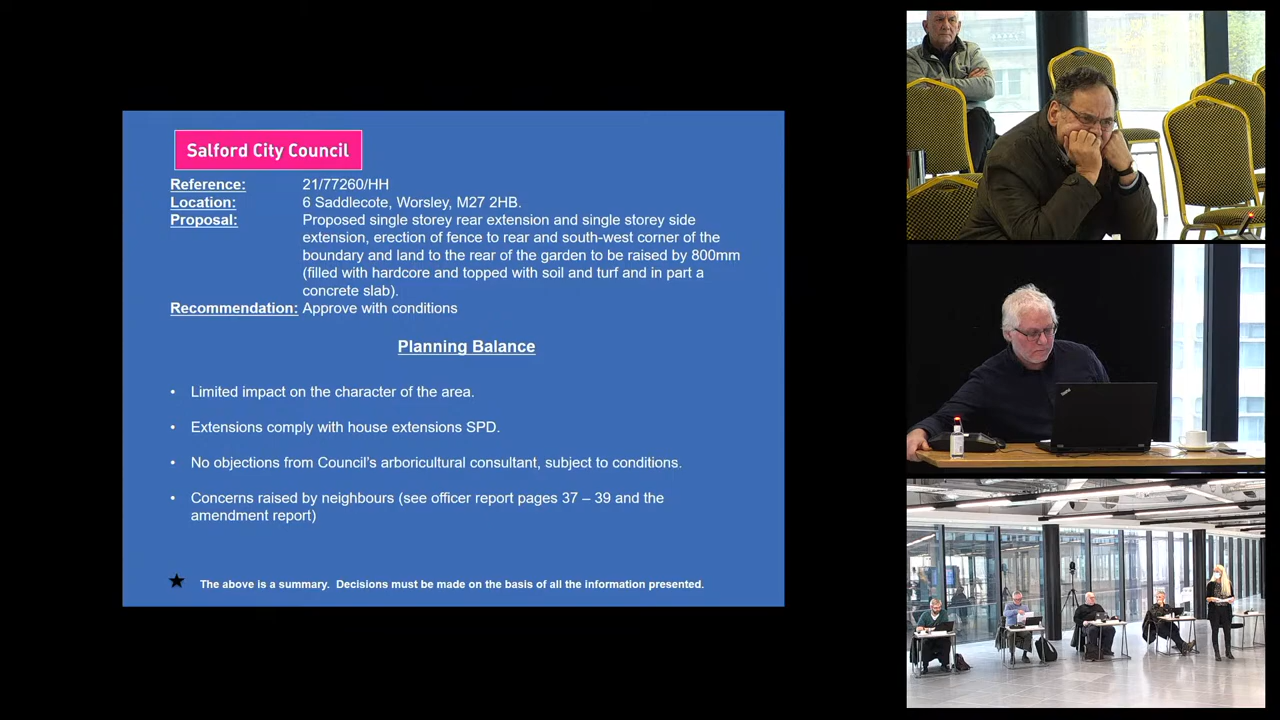 Salford City Council
Reference: 21/77260/HH
Location: 6 Saddlecote, Worsley, M27 2HB.
Proposal: Proposed single storey rear extension and single storey side
extension, erection of fence to rear and south-west corner of the
boundary and land to the rear of the garden to be raised by 800mm
(filled with hardcore and topped with soil and turf and in part a
concrete slab).
Recommendation: Approve with conditions
Planning Balance
• Limited impact on the character of the area.
• Extensions comply with house extensions SPD.
• No objections from Council's arboricultural consultant, subject to conditions.
• Concerns raised by neighbours (see officer report pages 37 – 39 and the
amendment report)
★ The above is a summary. Decisions must be made on the basis of all the information presented.